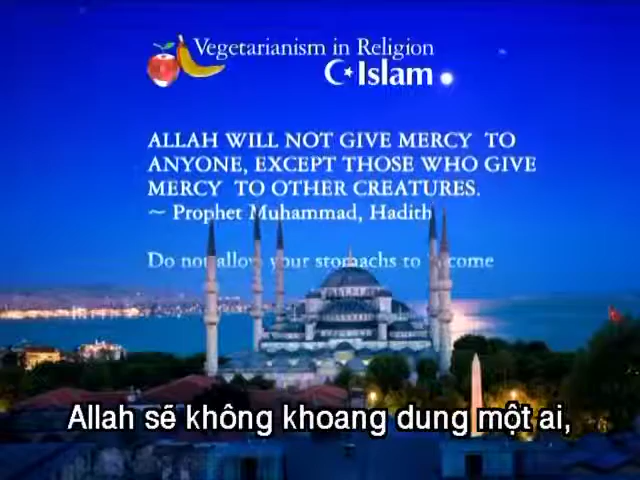 Vegetarianism in Religion
Islam
ALLAH WILL NOT GIVE MERCY TO
ANYONE, EXCEPT THOSE WHO GIVE
MERCY TO OTHER CREATURES.
~ Prophet Muhammad, Hadith
Do not allow your stomachs to become
Allah sẽ không khoang dung một ai,